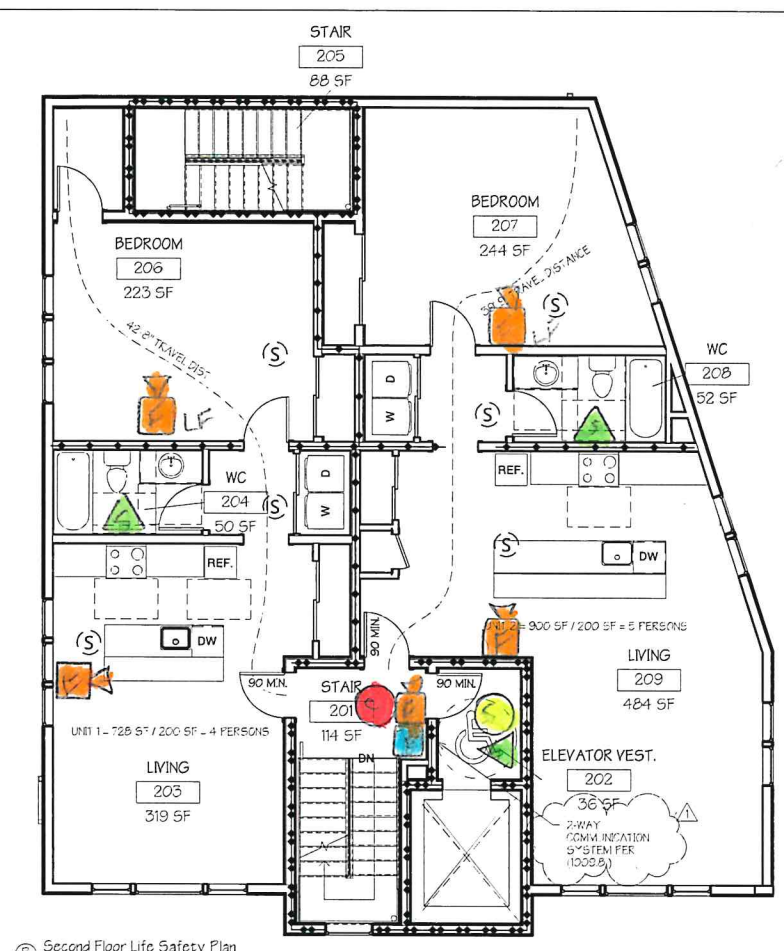 STAIR
205
88 SF
BEDROOM
207
244 SF
BEDROOM
206
223 SF
TRAVEL DISTANCE
42'-8" TRAVEL DIST.
S
S
LF
LF
WC
208
52 SF
D
W
S
S
REF.
WC
204
50 SF
S
D
W
REF.
S
DW
S
DW
90 MIN.
UNIT 2 = 900 SF / 200 SF = 5 PERSONS
F
F
F
F
LIVING
209
484 SF
90 MIN.
STAIR
201
114 SF
90 MIN.
DN
UNIT 1 = 728 SF / 200 SF = 4 PERSONS
LIVING
203
319 SF
ELEVATOR VEST.
202
36 SF
1
2-WAY
COMMUNICATION
SYSTEM PER
(1009.8)
Second Floor Life Safety Plan